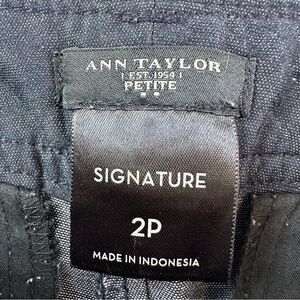 ANN TAYLOR
EST. 1954
PETITE
SIGNATURE
2P
MADE IN INDONESIA